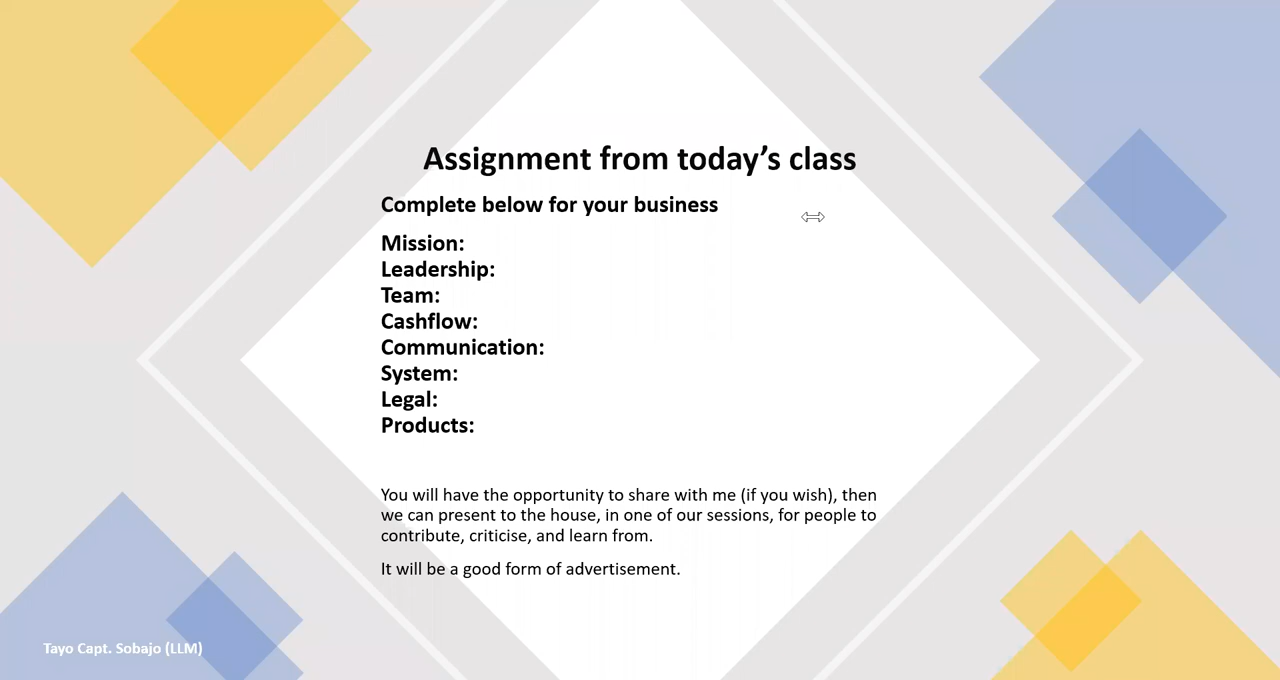 Assignment from today’s class
Complete below for your business
Mission:
Leadership:
Team:
Cashflow:
Communication:
System:
Legal:
Products:
You will have the opportunity to share with me (if you wish), then
we can present to the house, in one of our sessions, for people to
contribute, criticise, and learn from.
It will be a good form of advertisement.
Tayo Capt. Sobajo (LLM)